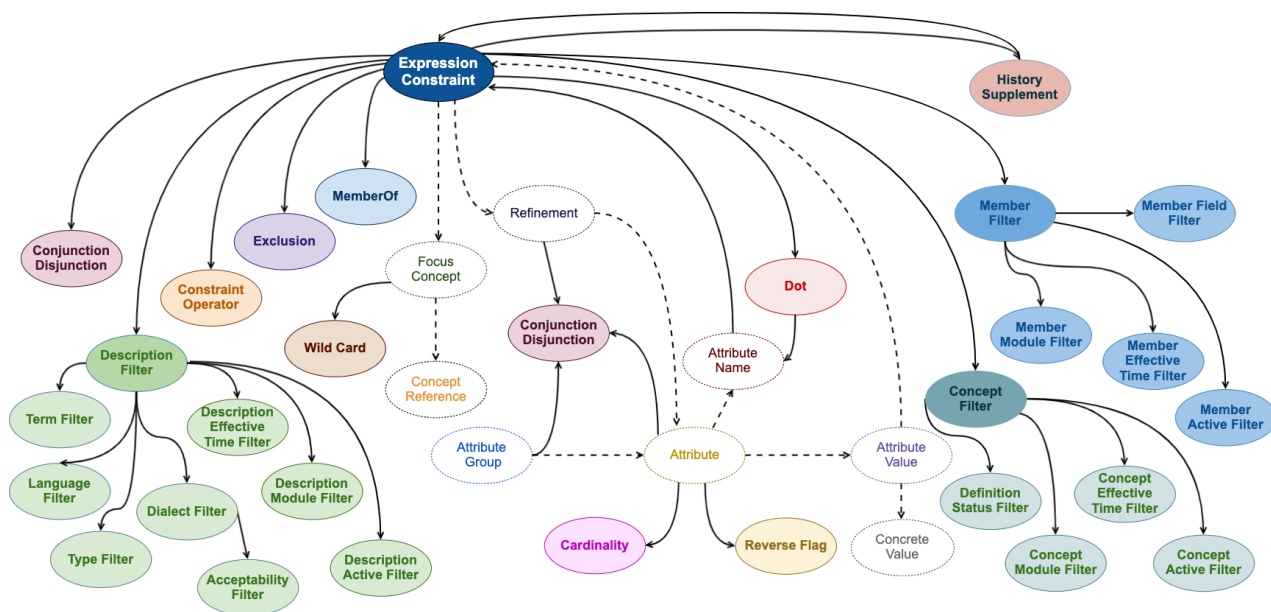 Expression
Constraint
History
Supplement
MemberOf
Refinement
Member
Filter
Member Field
Filter
Conjunction
Disjunction
Exclusion
Focus
Concept
Constraint
Operator
Dot
Wild Card
Conjunction
Disjunction
Member
Module Filter
Member
Effective
Time Filter
Description
Filter
Attribute
Name
Concept
Reference
Concept
Filter
Member
Active Filter
Term Filter
Description
Effective
Time Filter
Attribute
Group
Attribute
Attribute
Value
Language
Filter
Dialect Filter
Description
Module Filter
Definition
Status Filter
Concept
Effective
Time Filter
Type Filter
Acceptability
Filter
Description
Active Filter
Cardinality
Reverse Flag
Concrete
Value
Concept
Module Filter
Concept
Active Filter